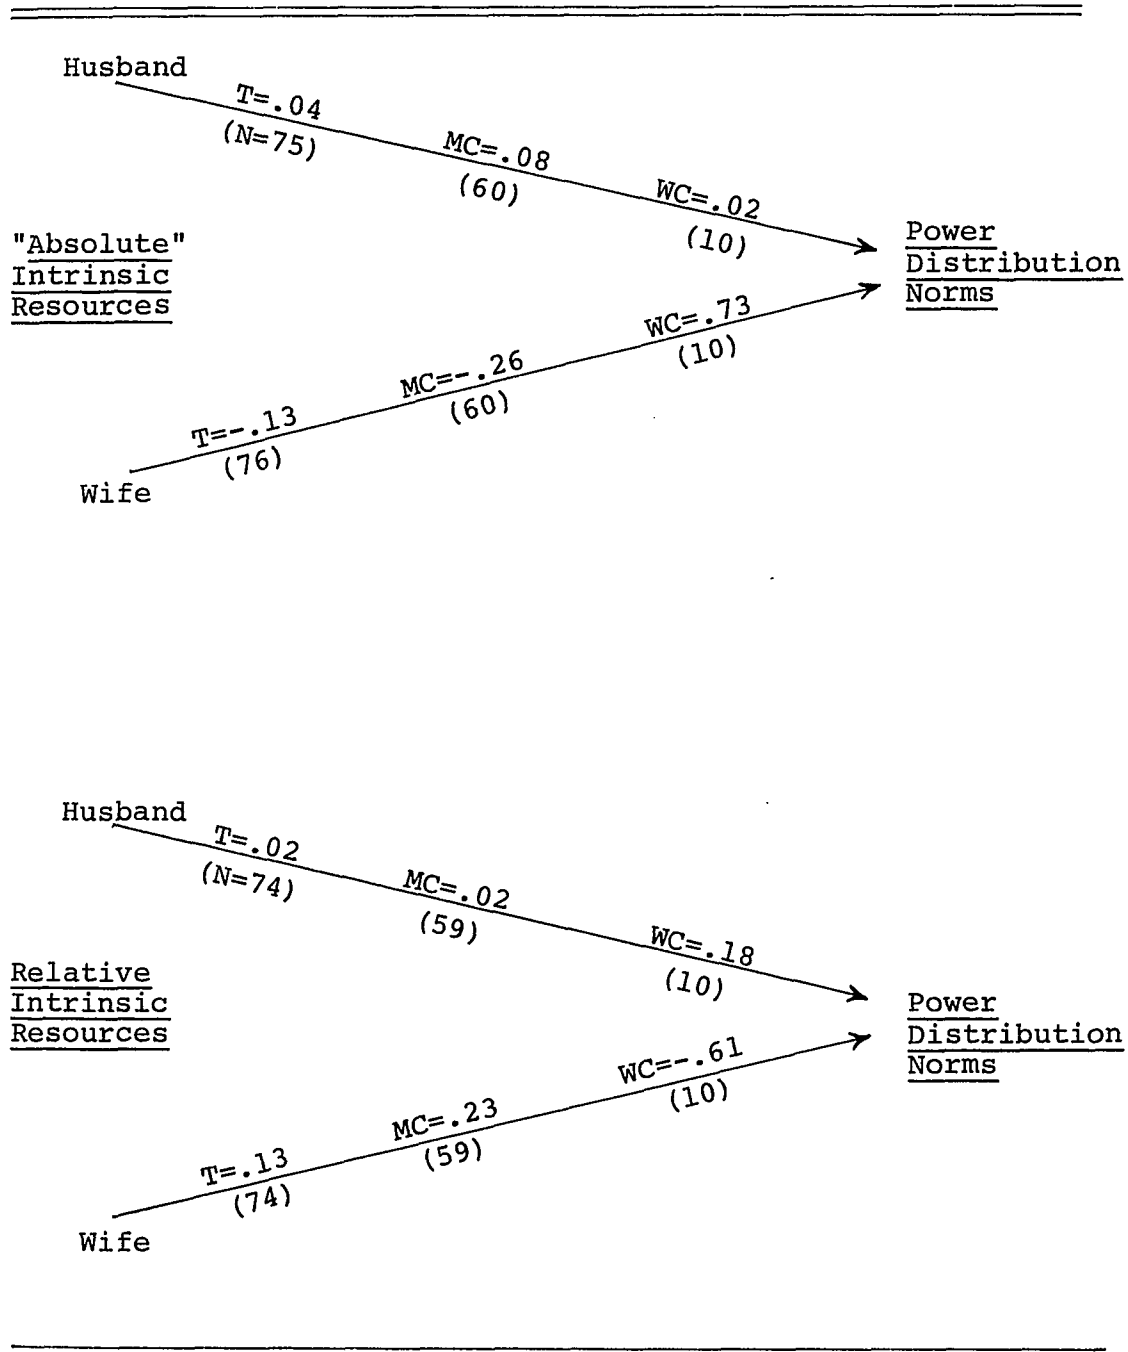 Husband
T=.04
(N=75)
MC=.08
(60)
WC=.02
(10)
"Absolute"
Intrinsic
Resources
Power
Distribution
Norms
WC=.73
(10)
MC=-.26
(60)
T=-.13
(76)
Wife
Husband
T=.02
(N=74)
MC=.02
(59)
WC=.18
(10)
Relative
Intrinsic
Resources
Power
Distribution
Norms
WC=-.61
(10)
MC=.23
(59)
T=.13
(74)
Wife